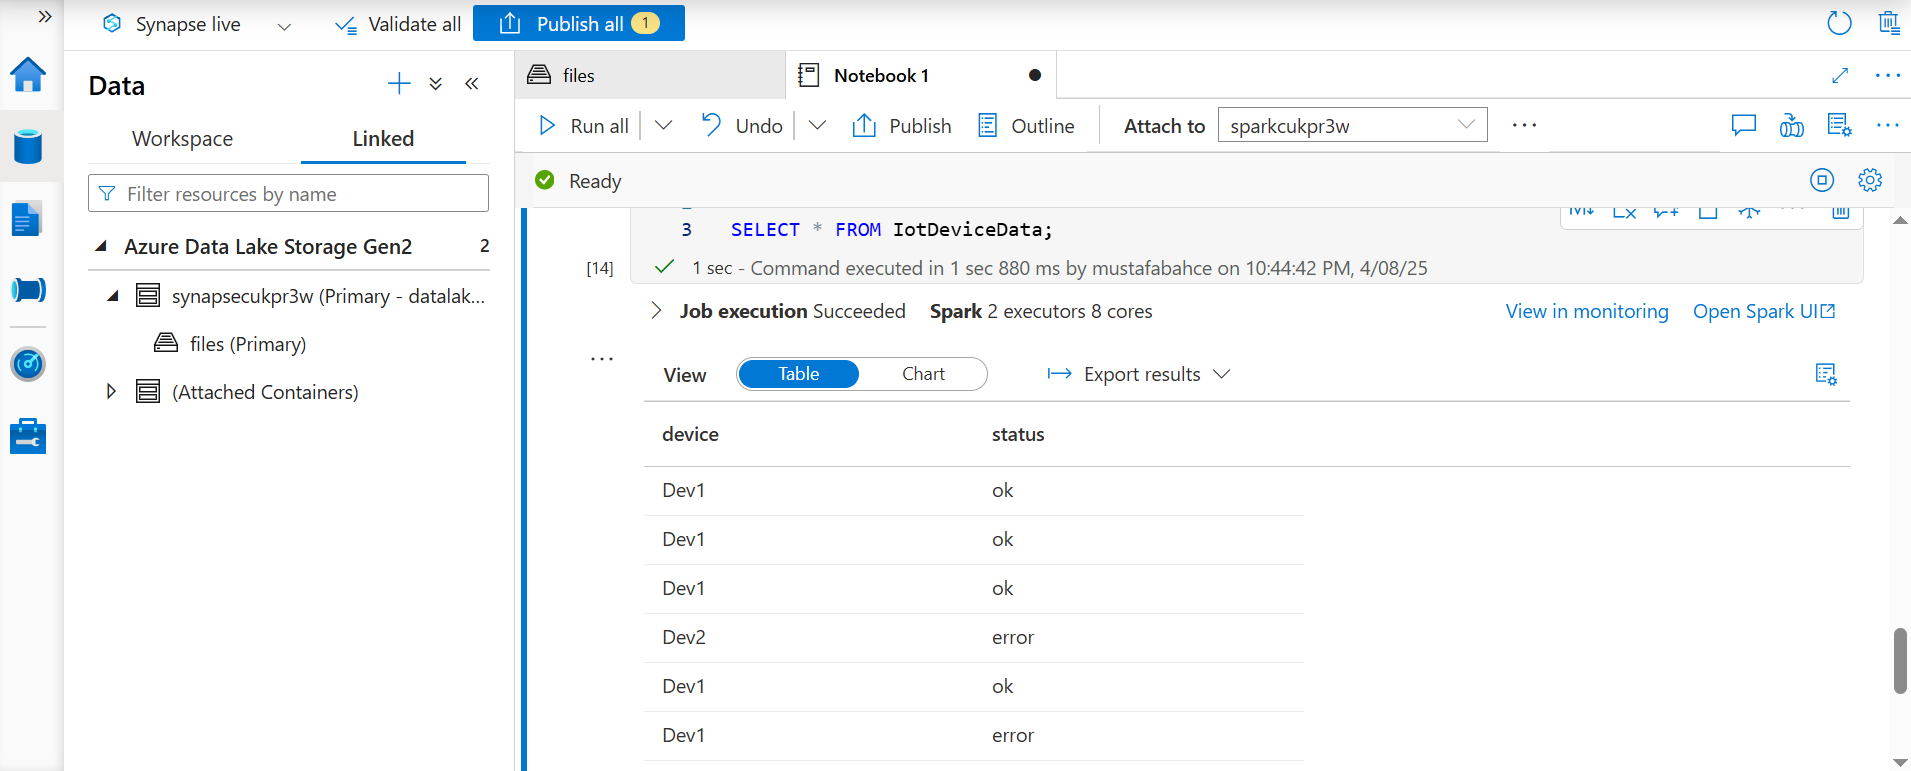 Synapse live
Validate all
Publish all 1
Data
Workspace
Linked
Filter resources by name
Azure Data Lake Storage Gen2 2
synapsecukpr3w (Primary - datalak...
files (Primary)
(Attached Containers)
files
Notebook 1
Run all
Undo
Publish
Outline
Attach to
sparkcukpr3w
Ready
3 SELECT * FROM IotDeviceData;
[14]
1 sec - Command executed in 1 sec 880 ms by mustafabahce on 10:44:42 PM, 4/08/25
Job execution Succeeded Spark 2 executors 8 cores
View in monitoring
Open Spark UI
View
Table
Chart
Export results
device status
Dev1 ok
Dev1 ok
Dev1 ok
Dev2 error
Dev1 ok
Dev1 error